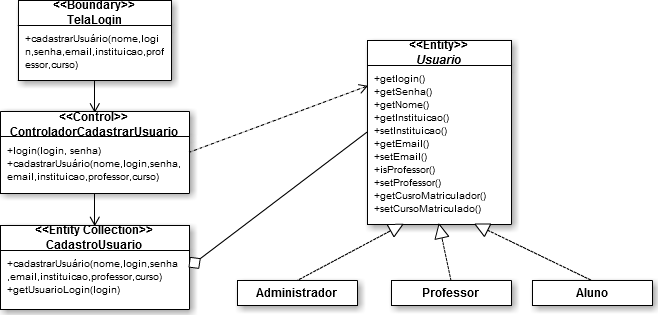 <<Boundary>>
TelaLogin
+cadastrarUsuário(nome,logi
n,senha,email,instituicao,prof
essor,curso)
<<Control>>
ControladorCadastrarUsuario
+login(login, senha)
+cadastrarUsuário(nome,login,senha,
email,instituicao,professor,curso)
<<Entity Collection>>
CadastroUsuario
+cadastrarUsuário(nome,login,senha
,email,instituicao,professor,curso)
+getUsuarioLogin(login)
<<Entity>>
Usuario
+getlogin()
+getSenha()
+getNome()
+getInstituicao()
+setInstituicao()
+getEmail()
+setEmail()
+isProfessor()
+setProfessor()
+getCusroMatriculador()
+setCursoMatriculado()
Administrador
Professor
Aluno